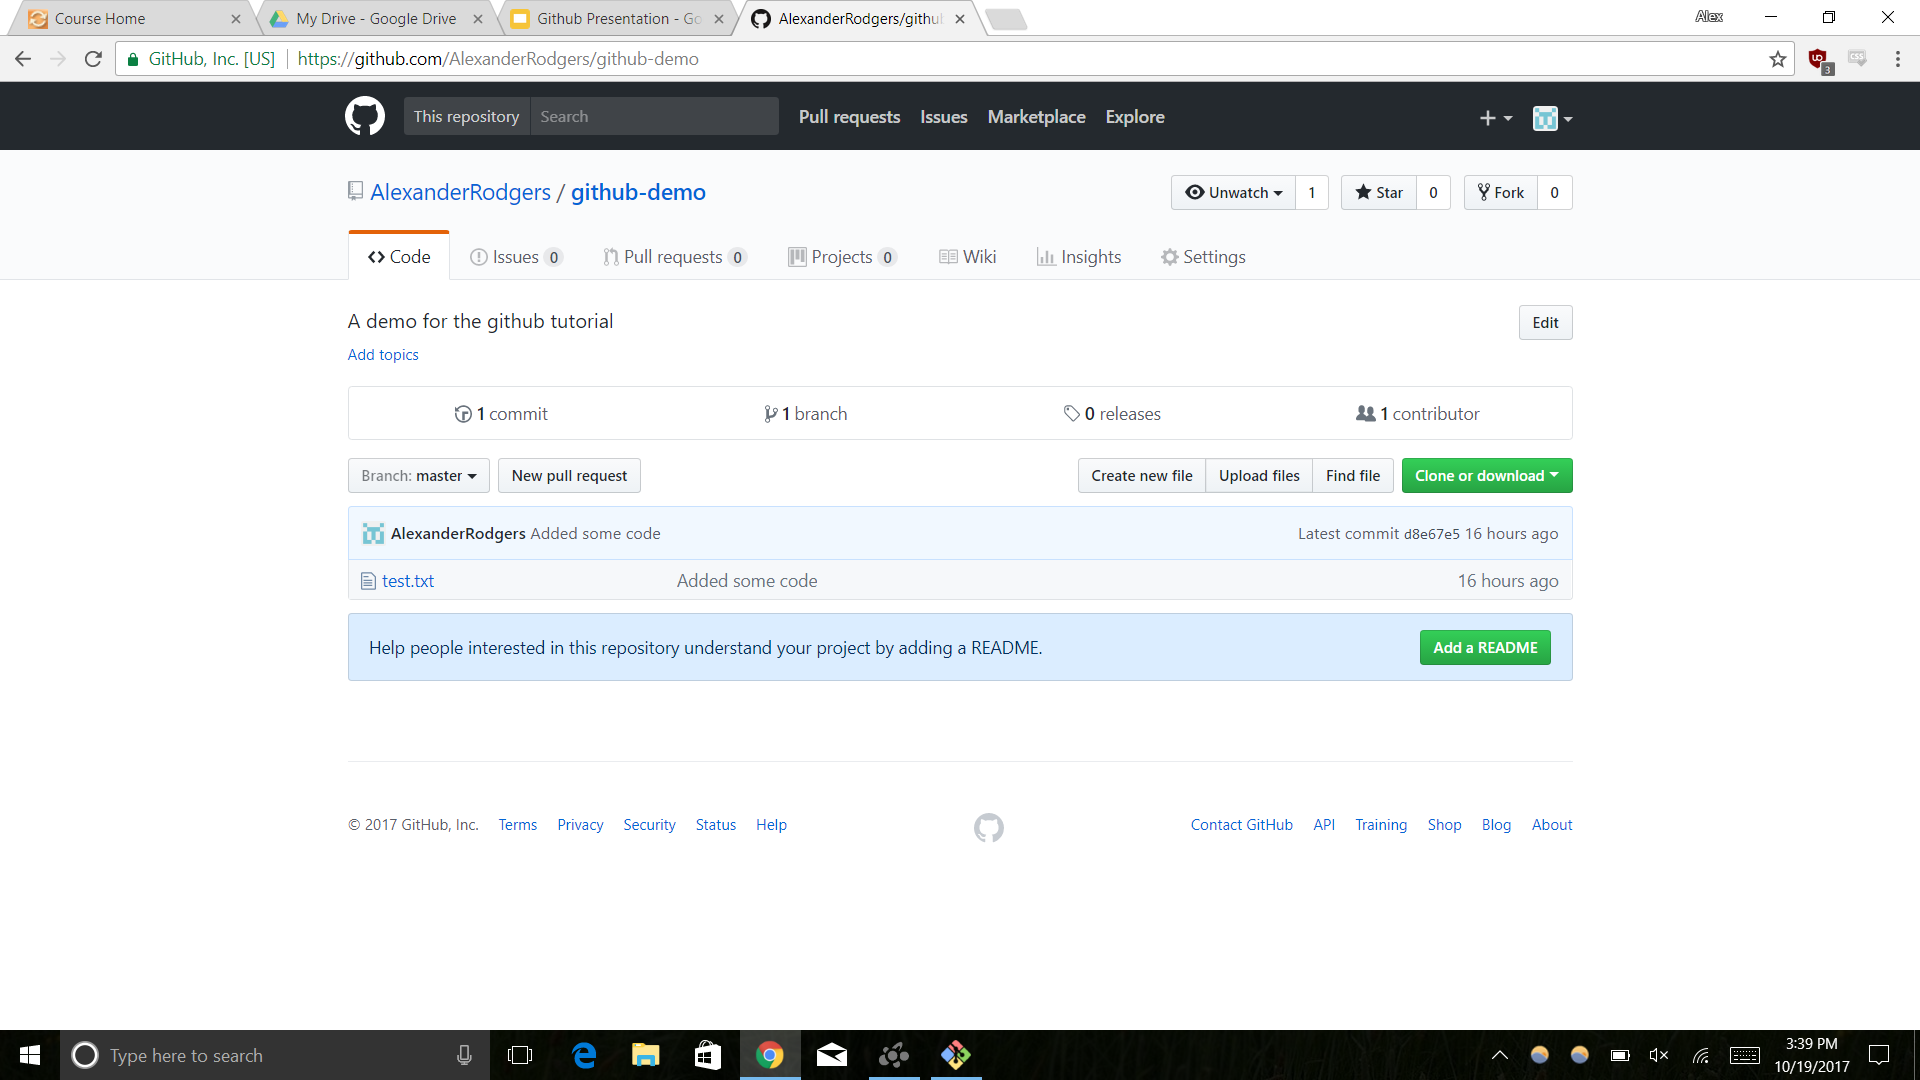 Course Home
My Drive - Google Drive
Github Presentation - Go
AlexanderRodgers/githu
Alex
GitHub, Inc. [US] https://github.com/AlexanderRodgers/github-demo
3
CSS
This repository Search Pull requests Issues Marketplace Explore
AlexanderRodgers / github-demo
Unwatch 1 Star 0 Fork 0
Code Issues 0 Pull requests 0 Projects 0 Wiki Insights Settings
A demo for the github tutorial
Edit
Add topics
1 commit 1 branch 0 releases 1 contributor
Branch: master New pull request Create new file Upload files Find file Clone or download
AlexanderRodgers Added some code Latest commit d8e67e5 16 hours ago
test.txt Added some code 16 hours ago
Help people interested in this repository understand your project by adding a README. Add a README
© 2017 GitHub, Inc. Terms Privacy Security Status Help Contact GitHub API Training Shop Blog About
Type here to search
3:39 PM
10/19/2017